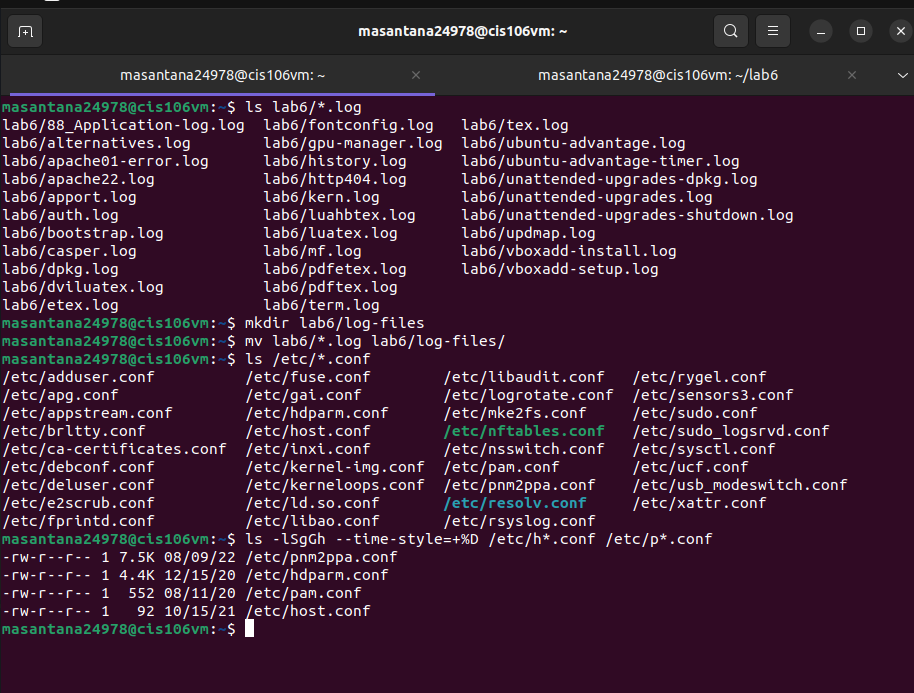 masantana24978@cis106vm: ~
masantana24978@cis106vm: ~ masantana24978@cis106vm: ~/lab6
masantana24978@cis106vm:~$ ls lab6/*.log
lab6/88_Application-log.log lab6/fontconfig.log lab6/tex.log
lab6/alternatives.log lab6/gpu-manager.log lab6/ubuntu-advantage.log
lab6/apache01-error.log lab6/history.log lab6/ubuntu-advantage-timer.log
lab6/apache22.log lab6/http404.log lab6/unattended-upgrades-dpkg.log
lab6/apport.log lab6/kern.log lab6/unattended-upgrades.log
lab6/auth.log lab6/luahbtex.log lab6/unattended-upgrades-shutdown.log
lab6/bootstrap.log lab6/luatex.log lab6/updmap.log
lab6/casper.log lab6/mf.log lab6/vboxadd-install.log
lab6/dpkg.log lab6/pdfetex.log lab6/vboxadd-setup.log
lab6/dviluatex.log lab6/pdftex.log
lab6/etex.log lab6/term.log
masantana24978@cis106vm:~$ mkdir lab6/log-files
masantana24978@cis106vm:~$ mv lab6/*.log lab6/log-files/
masantana24978@cis106vm:~$ ls /etc/*.conf
/etc/adduser.conf /etc/fuse.conf /etc/libaudit.conf /etc/rygel.conf
/etc/apg.conf /etc/gai.conf /etc/logrotate.conf /etc/sensors3.conf
/etc/appstream.conf /etc/hdparm.conf /etc/mke2fs.conf /etc/sudo.conf
/etc/brltty.conf /etc/host.conf /etc/nftables.conf /etc/sudo_logsrvd.conf
/etc/ca-certificates.conf /etc/inxi.conf /etc/nsswitch.conf /etc/sysctl.conf
/etc/debconf.conf /etc/kernel-img.conf /etc/pam.conf /etc/ucf.conf
/etc/deluser.conf /etc/kerneloops.conf /etc/pnm2ppa.conf /etc/usb_modeswitch.conf
/etc/e2scrub.conf /etc/ld.so.conf /etc/resolv.conf /etc/xattr.conf
/etc/fprintd.conf /etc/libao.conf /etc/rsyslog.conf
masantana24978@cis106vm:~$ ls -lSgGh --time-style=+%D /etc/h*.conf /etc/p*.conf
-rw-r--r-- 1 7.5K 08/09/22 /etc/pnm2ppa.conf
-rw-r--r-- 1 4.4K 12/15/20 /etc/hdparm.conf
-rw-r--r-- 1 552 08/11/20 /etc/pam.conf
-rw-r--r-- 1 92 10/15/21 /etc/host.conf
masantana24978@cis106vm:~$